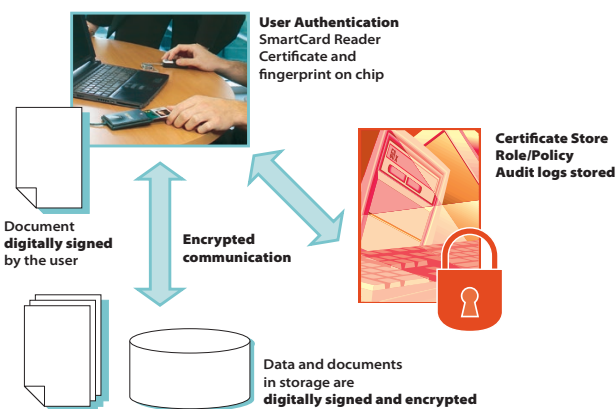 User Authentication
SmartCard Reader
Certificate and
fingerprint on chip
Certificate Store
Role/Policy
Audit logs stored
Document
digitally signed
by the user
Encrypted
communication
Data and documents
in storage are
digitally signed and encrypted